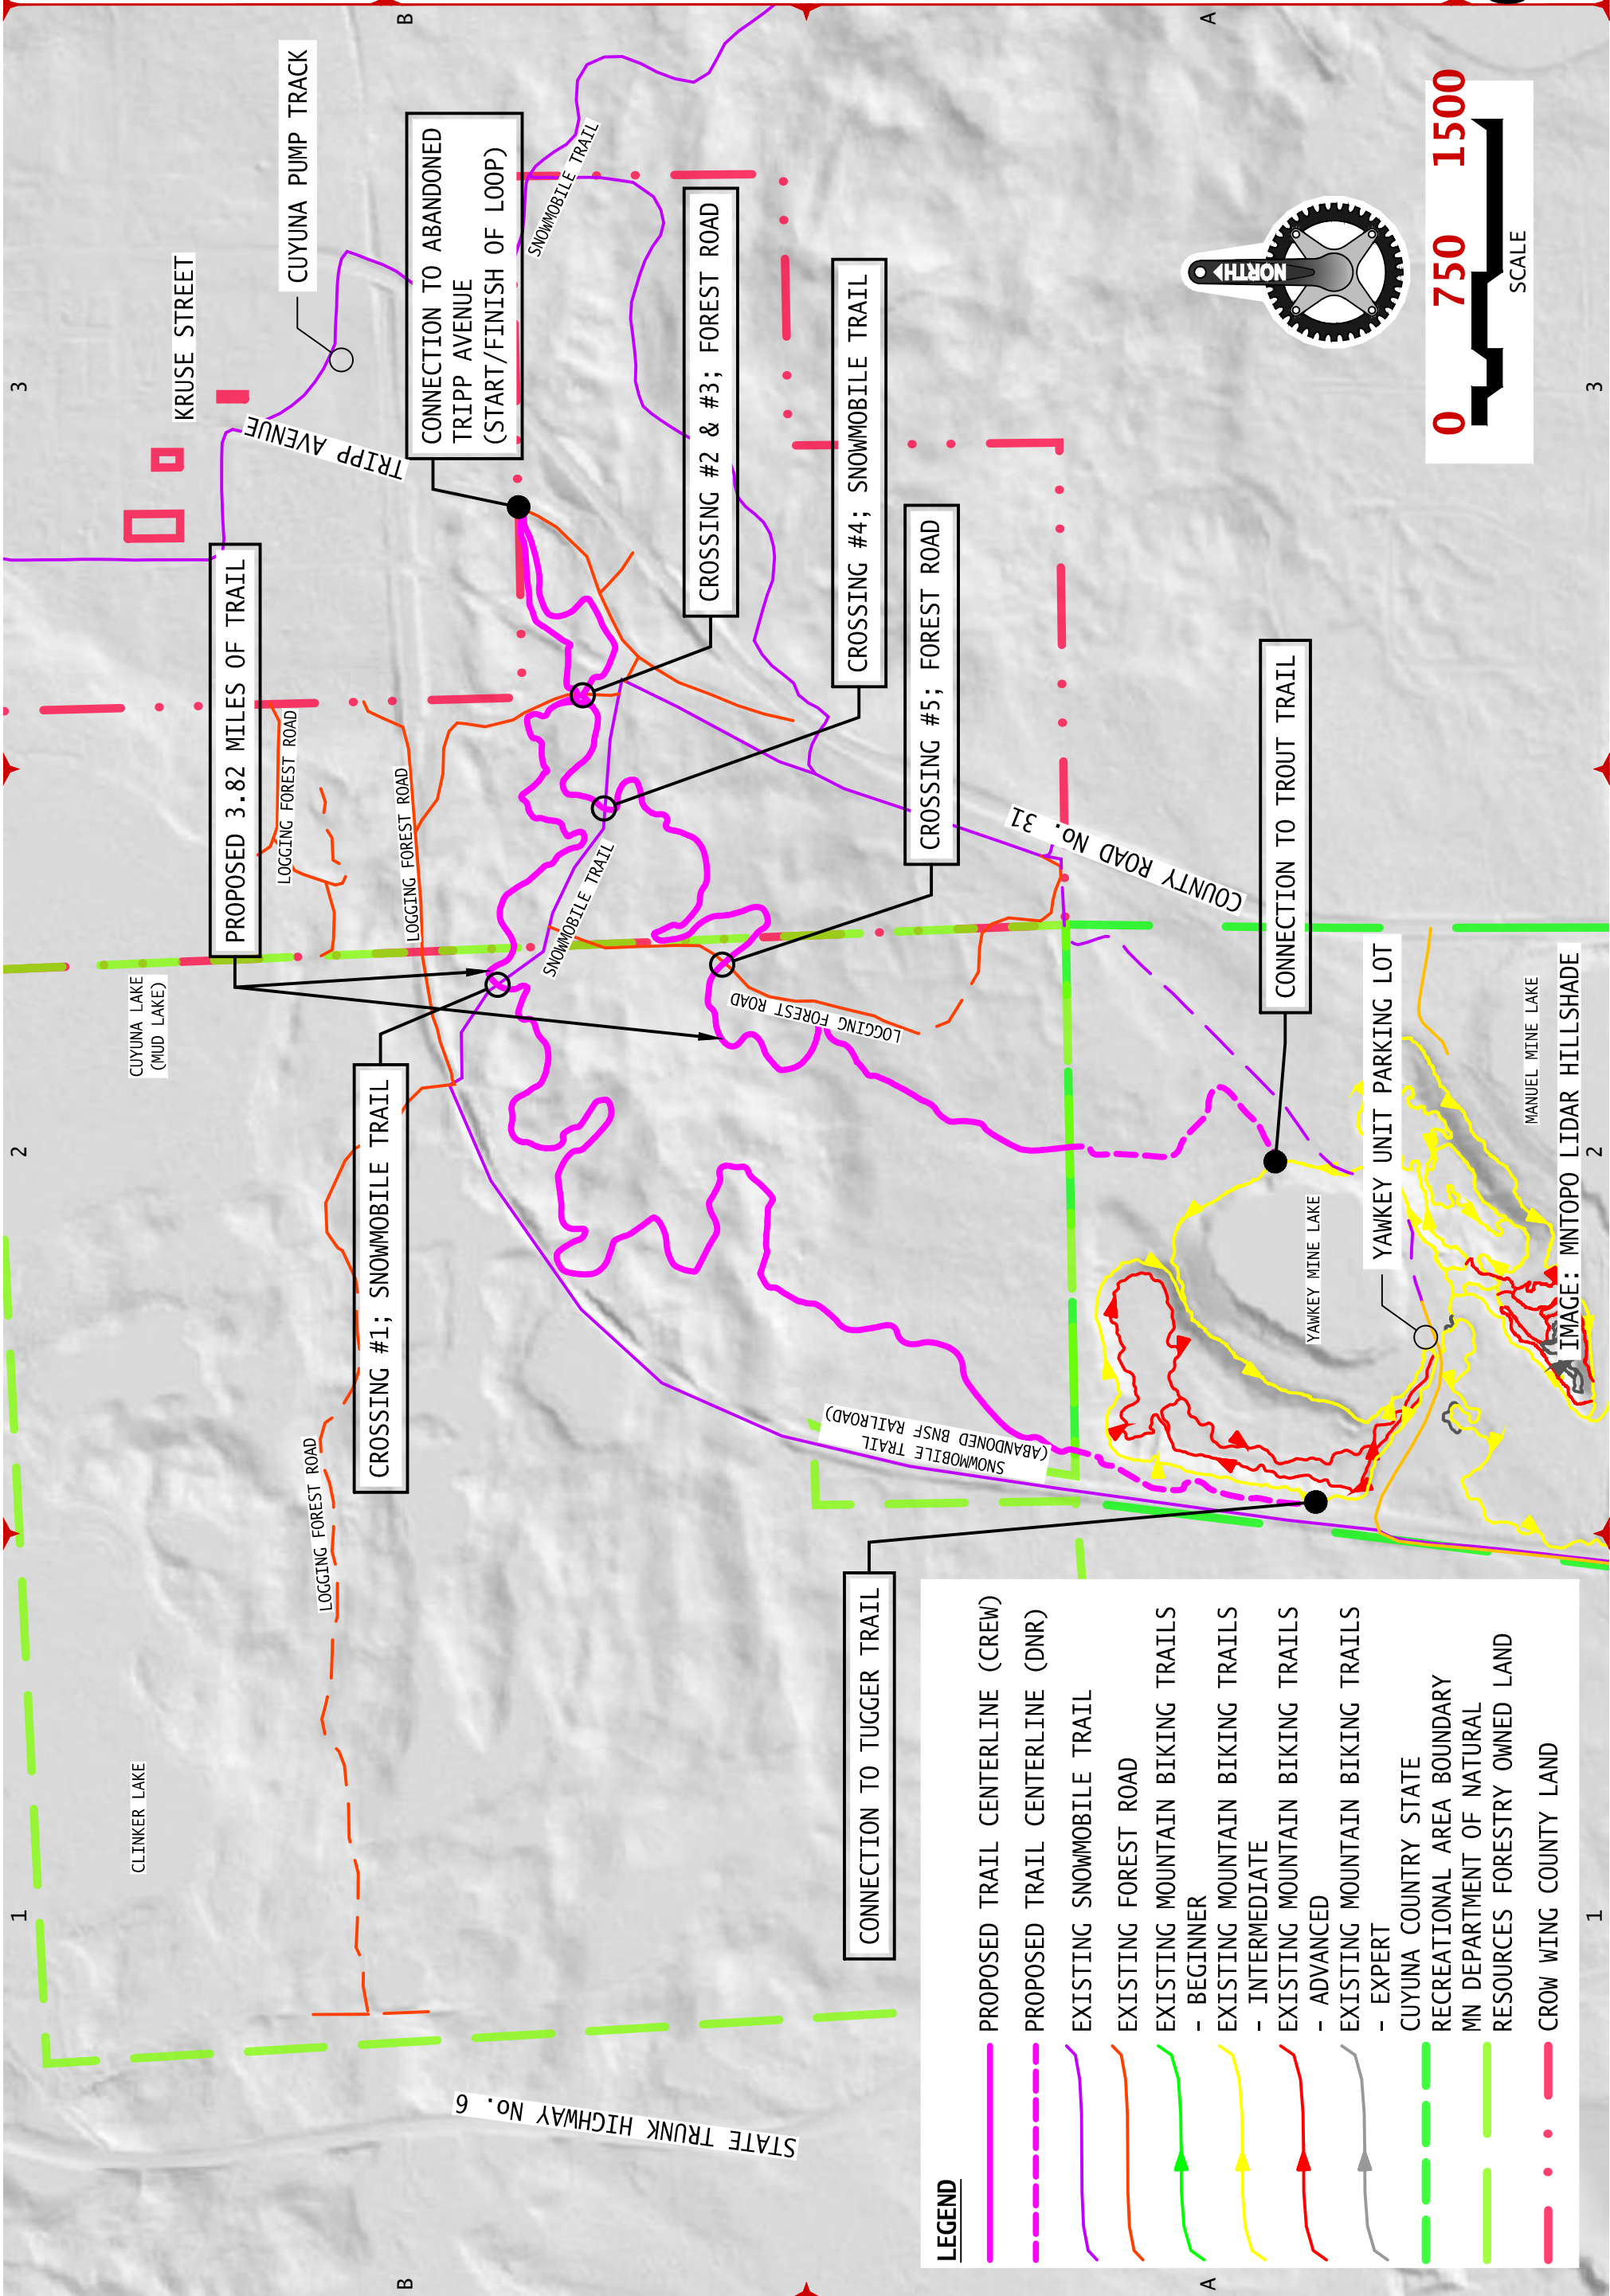 B
A
3
KRUSE STREET
CUYUNA PUMP TRACK
TRIPP AVENUE
CONNECTION TO ABANDONED
TRIPP AVENUE
(START/FINISH OF LOOP)
SNOWMOBILE TRAIL
CROSSING #2 & #3; FOREST ROAD
CROSSING #4; SNOWMOBILE TRAIL
CROSSING #5; FOREST ROAD
NORTH
0 750 1500
SCALE
3
PROPOSED 3.82 MILES OF TRAIL
LOGGING FOREST ROAD
LOGGING FOREST ROAD
SNOWMOBILE TRAIL
LOGGING FOREST ROAD
COUNTY ROAD No. 31
CONNECTION TO TROUT TRAIL
CUYUNA LAKE
(MUD LAKE)
2
CROSSING #1; SNOWMOBILE TRAIL
YAWKEY MINE LAKE
YAWKEY UNIT PARKING LOT
MANUEL MINE LAKE
IMAGE: MNTOPO LIDAR HILLSHADE
2
LOGGING FOREST ROAD
SNOWMOBILE TRAIL
(ABANDONED BNSF RAILROAD)
CONNECTION TO TUGGER TRAIL
CLINKER LAKE
1
STATE TRUNK HIGHWAY No. 6
LEGEND
PROPOSED TRAIL CENTERLINE (CREW)
PROPOSED TRAIL CENTERLINE (DNR)
EXISTING SNOWMOBILE TRAIL
EXISTING FOREST ROAD
EXISTING MOUNTAIN BIKING TRAILS
- BEGINNER
EXISTING MOUNTAIN BIKING TRAILS
- INTERMEDIATE
EXISTING MOUNTAIN BIKING TRAILS
- ADVANCED
EXISTING MOUNTAIN BIKING TRAILS
- EXPERT
CUYUNA COUNTRY STATE
RECREATIONAL AREA BOUNDARY
MN DEPARTMENT OF NATURAL
RESOURCES FORESTRY OWNED LAND
CROW WING COUNTY LAND
1
B
A